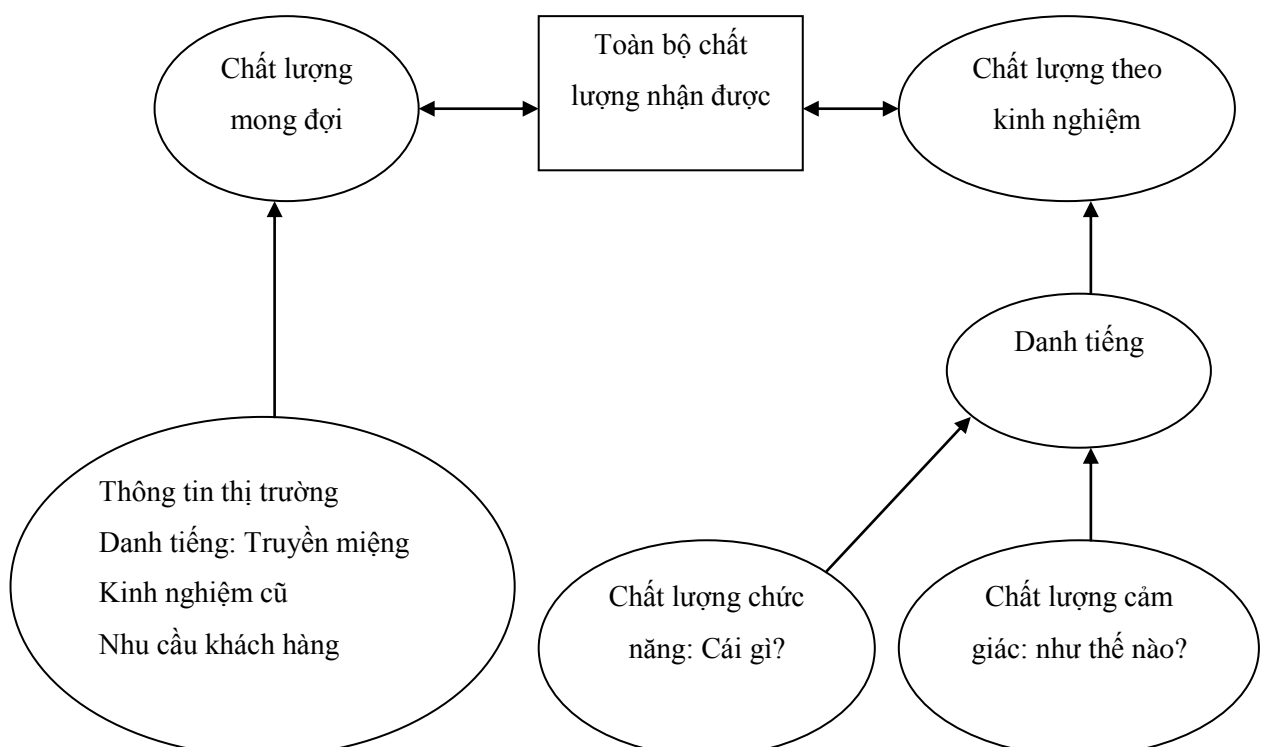 Chất lượng
mong đợi
Toàn bộ chất
lượng nhận được
Chất lượng theo
kinh nghiệm
Danh tiếng
Thông tin thị trường
Danh tiếng: Truyền miệng
Kinh nghiệm cũ
Nhu cầu khách hàng
Chất lượng chức
năng: Cái gì?
Chất lượng cảm
giác: như thế nào?